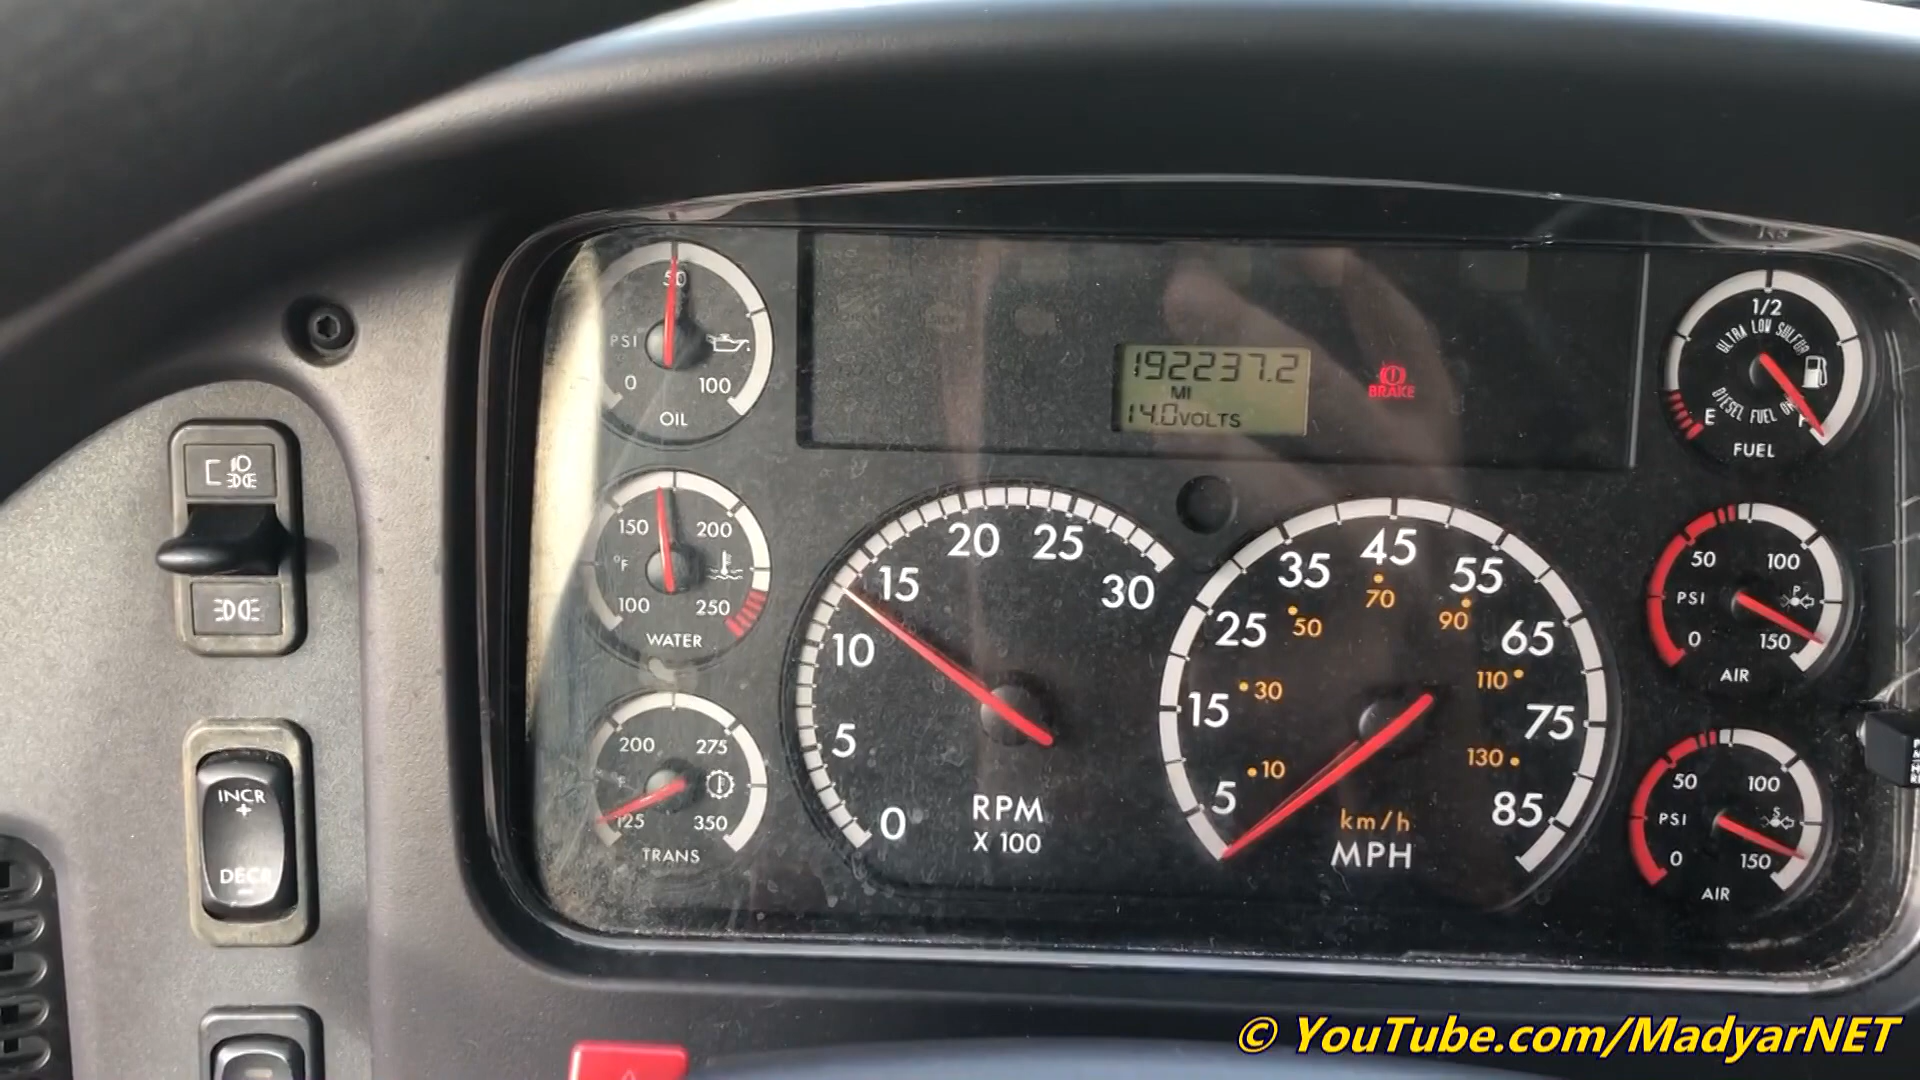 50
PSI
0
100
OIL
150
200
°F
100
250
WATER
200
275
°F
125
350
TRANS
INCR
+
DECR
−
192237.2
MI
14.0 VOLTS
BRAKE
0
5
10
15
20
25
30
RPM
X 100
5
15
25
35
45
55
65
75
85
10
30
50
70
90
110
130
km/h
MPH
1/2
ULTRA LOW SULFUR
DIESEL FUEL
E
F
FUEL
50
100
PSI
P
0
150
AIR
50
100
PSI
S
0
150
AIR
© YouTube.com/MadyarNET